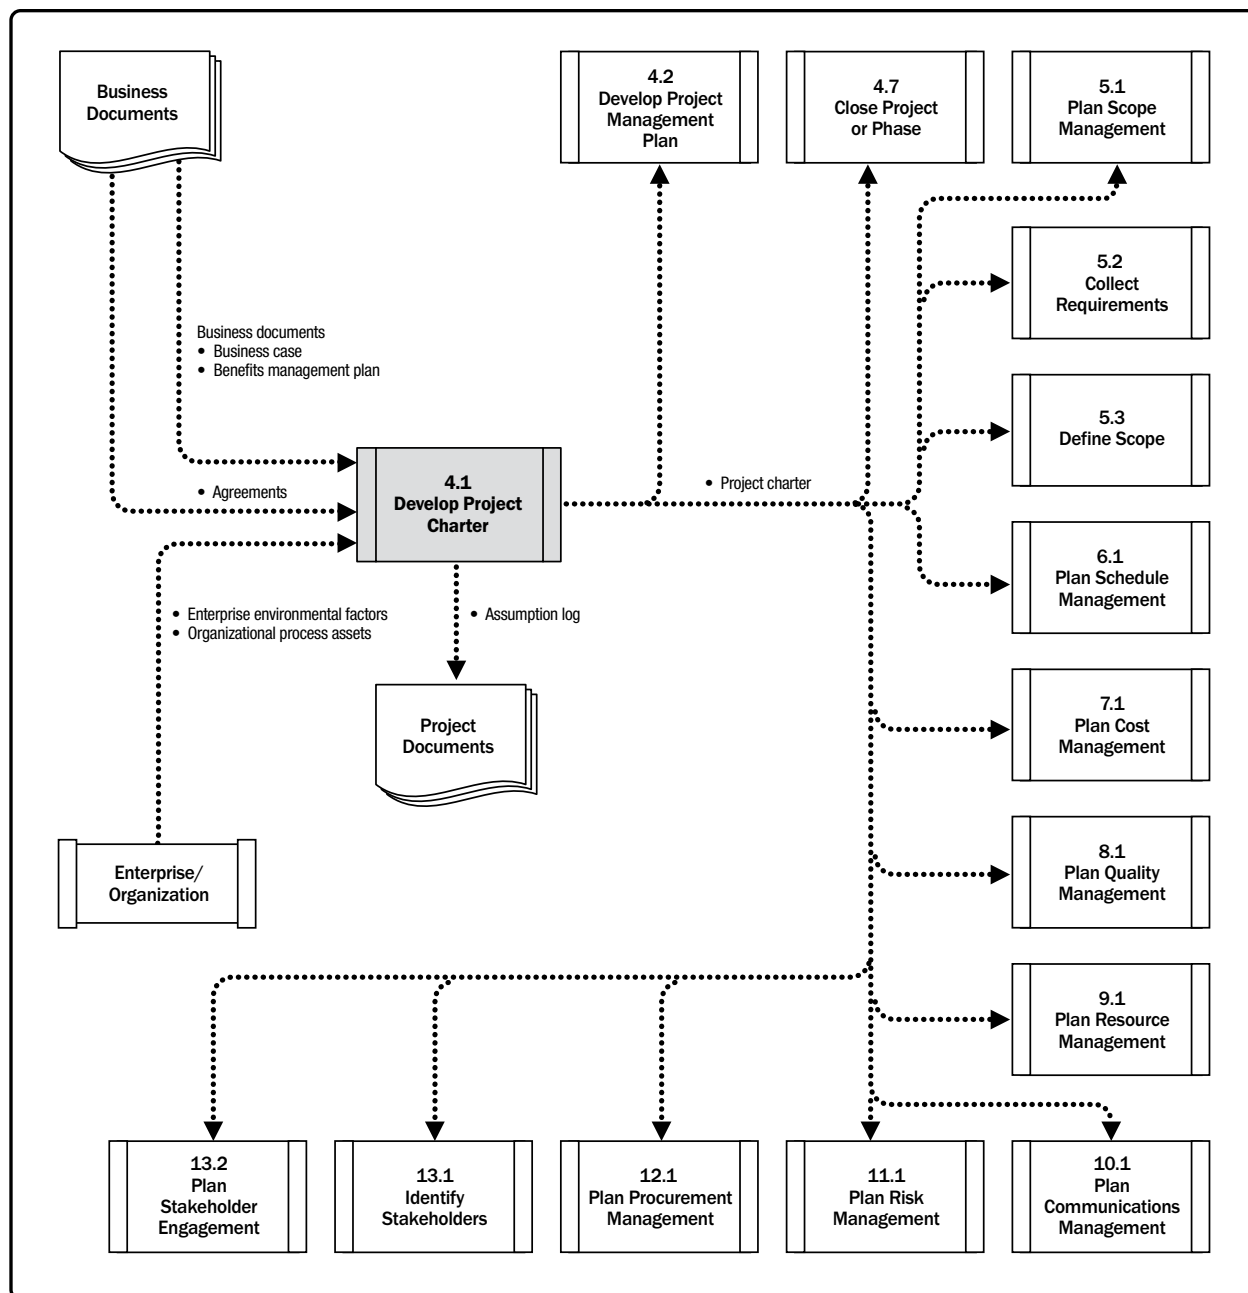 Business
Documents
4.2
Develop Project
Management
Plan
4.7
Close Project
or Phase
5.1
Plan Scope
Management
5.2
Collect
Requirements
Business documents
• Business case
• Benefits management plan
5.3
Define Scope
• Agreements
4.1
Develop Project
Charter
• Project charter
6.1
Plan Schedule
Management
• Enterprise environmental factors
• Organizational process assets
• Assumption log
Project
Documents
7.1
Plan Cost
Management
Enterprise/
Organization
8.1
Plan Quality
Management
9.1
Plan Resource
Management
13.2
Plan
Stakeholder
Engagement
13.1
Identify
Stakeholders
12.1
Plan Procurement
Management
11.1
Plan Risk
Management
10.1
Plan
Communications
Management